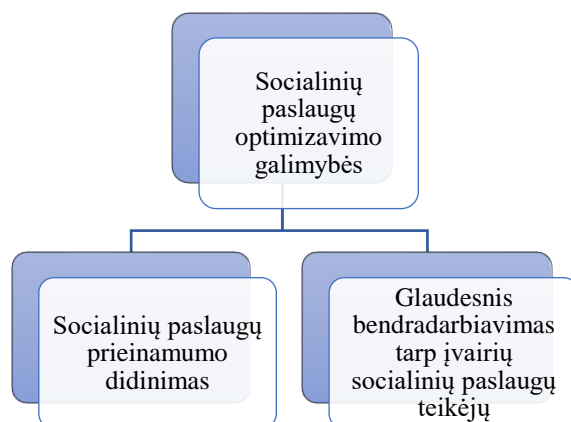 Socialinių
paslaugų
optimizavimo
galimybės
Socialinių paslaugų
prieinamumo
didinimas
Glaudesnis
bendradarbiavimas
tarp įvairių
socialinių paslaugų
teikėjų